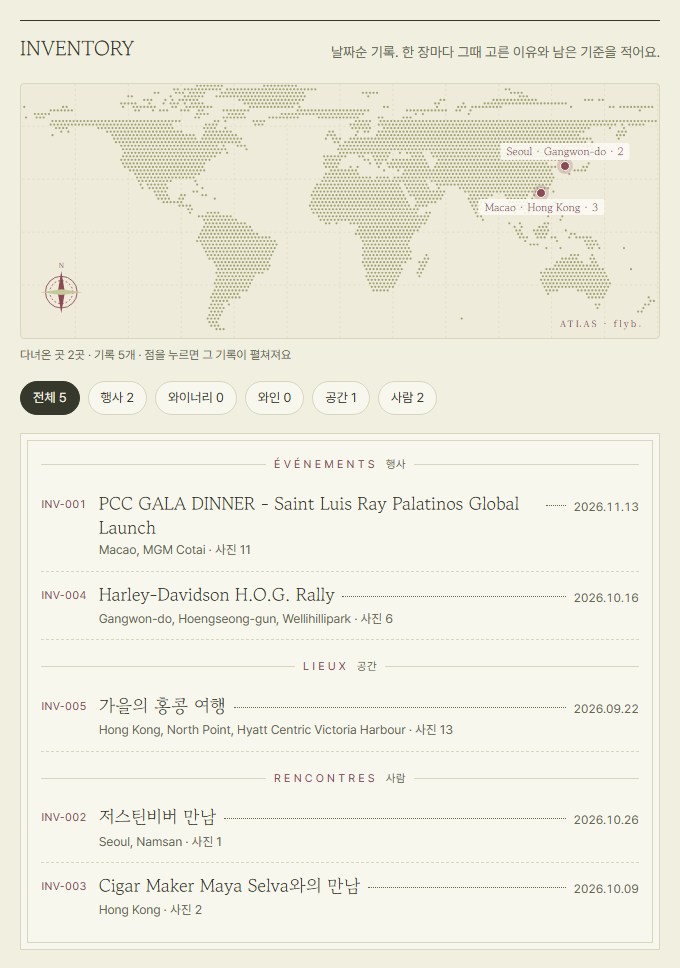 INVENTORY
날짜순 기록. 한 장마다 그때 고른 이유와 남은 기준을 적어요.
Seoul · Gangwon-do · 2
Macao · Hong Kong · 3
N
ATLAS · flyb.
다녀온 곳 2곳 · 기록 5개 · 점을 누르면 그 기록이 펼쳐져요
전체 5 행사 2 와이너리 0 와인 0 공간 1 사람 2
ÉVÉNEMENTS 행사
INV-001 PCC GALA DINNER - Saint Luis Ray Palatinos Global 2026.11.13
Launch
Macao, MGM Cotai · 사진 11
INV-004 Harley-Davidson H.O.G. Rally 2026.10.16
Gangwon-do, Hoengseong-gun, Wellihillipark · 사진 6
LIEUX 공간
INV-005 가을의 홍콩 여행 2026.09.22
Hong Kong, North Point, Hyatt Centric Victoria Harbour · 사진 13
RENCONTRES 사람
INV-002 저스틴비버 만남 2026.10.26
Seoul, Namsan · 사진 1
INV-003 Cigar Maker Maya Selva와의 만남 2026.10.09
Hong Kong · 사진 2